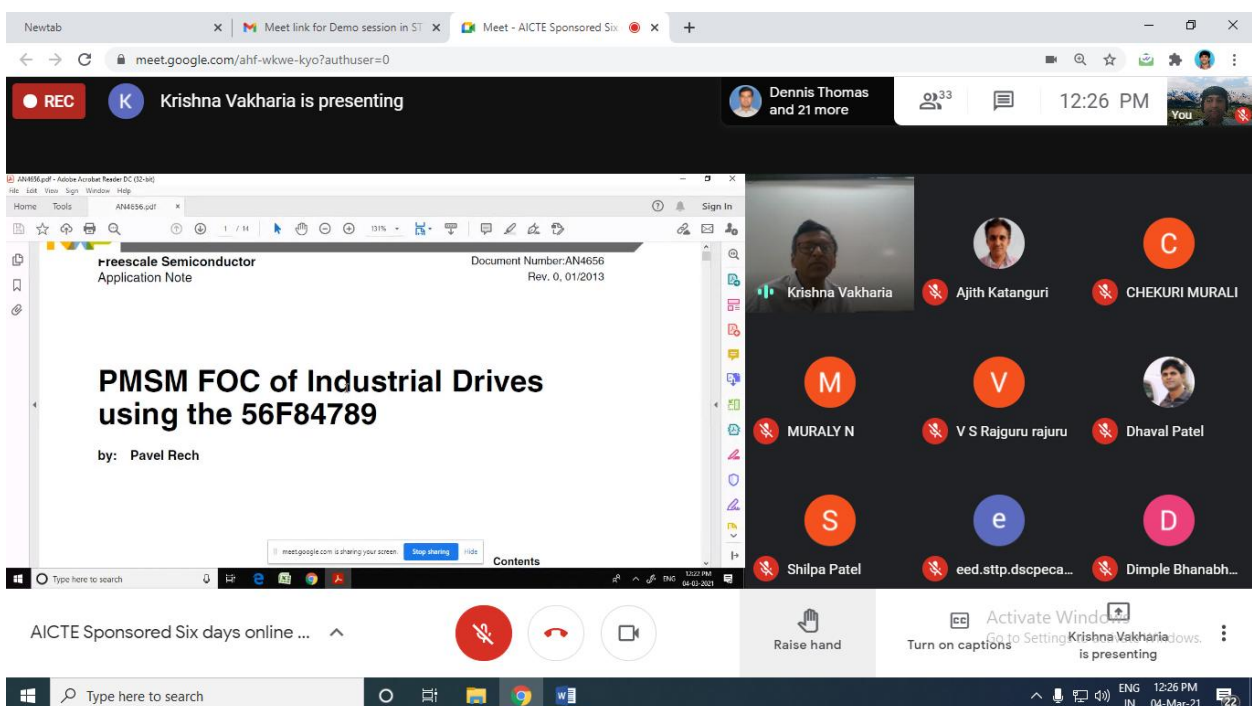 Newtab
Meet link for Demo session in ST
Meet - AICTE Sponsored Six
meet.google.com/ahf-wkwe-kyo?authuser=0
REC
K
Krishna Vakharia is presenting
Dennis Thomas
and 21 more
33
12:26 PM
You
AN4656.pdf - Adobe Acrobat Reader DC (32-bit)
File Edit View Sign Window Help
Home Tools AN4656.pdf
Sign In
1 / 14
131%
Freescale Semiconductor
Application Note
Document Number:AN4656
Rev. 0, 01/2013
PMSM FOC of Industrial Drives
using the 56F84789
by: Pavel Rech
meet.google.com is sharing your screen. Stop sharing Hide
Contents
Type here to search
ENG
12:22 PM
04-03-2021
Krishna Vakharia
Ajith Katanguri
C
CHEKURI MURALI
M
MURALY N
V
V S Rajguru rajuru
Dhaval Patel
S
Shilpa Patel
e
eed.sttp.dscpeca...
D
Dimple Bhanabh...
AICTE Sponsored Six days online ...
Raise hand
CC
Turn on captions
Activate Windows
Go to Settings
Krishna Vakharia
is presenting
Type here to search
ENG
IN
12:26 PM
04-Mar-21
22